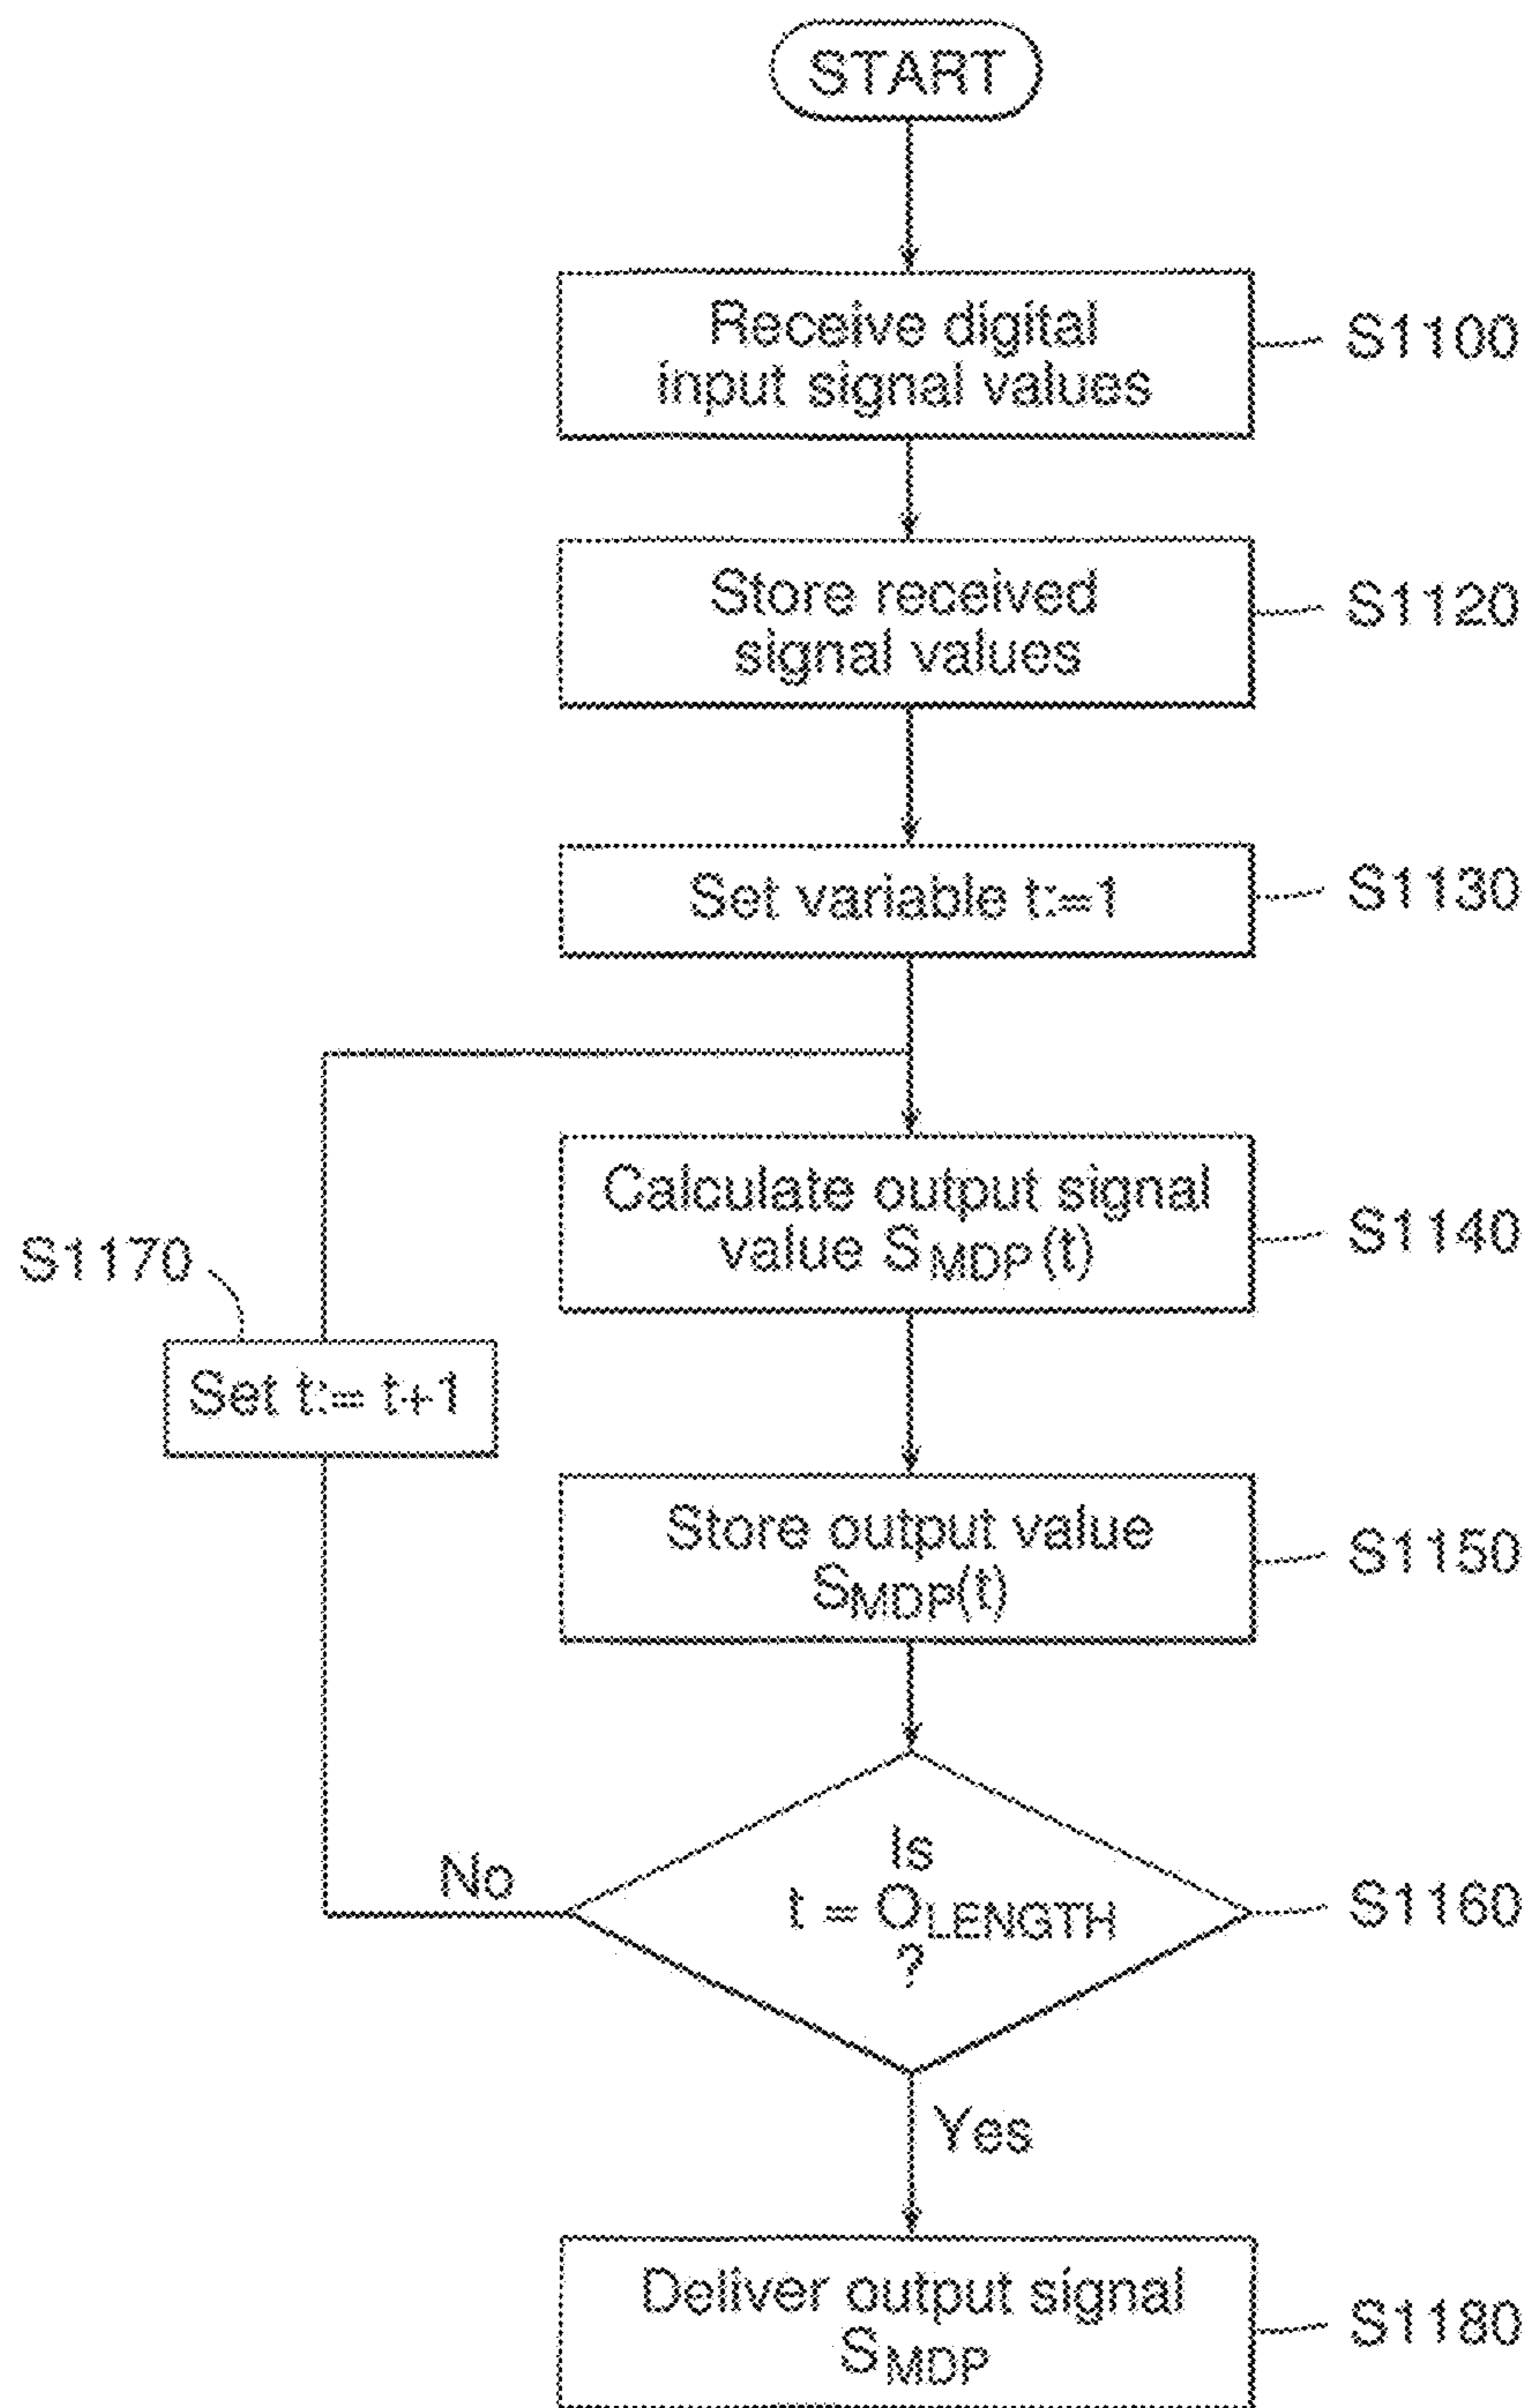 START
Receive digital
input signal values
S1100
Store received
signal values
S1120
Set variable t:=1
S1130
Calculate output signal
value SMDP(t)
S1140
S1170
Set t:= t+1
Store output value
SMDP(t)
S1150
Is
t = OLENGTH
?
S1160
No
Yes
Deliver output signal
SMDP
S1180